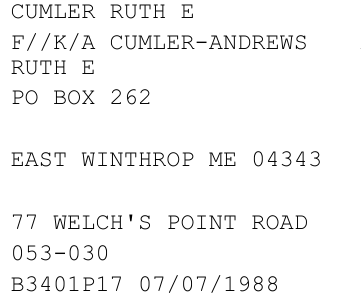 CUMLER RUTH E
F//K/A CUMLER-ANDREWS
RUTH E
PO BOX 262
EAST WINTHROP ME 04343
77 WELCH'S POINT ROAD
053-030
B3401P17 07/07/1988